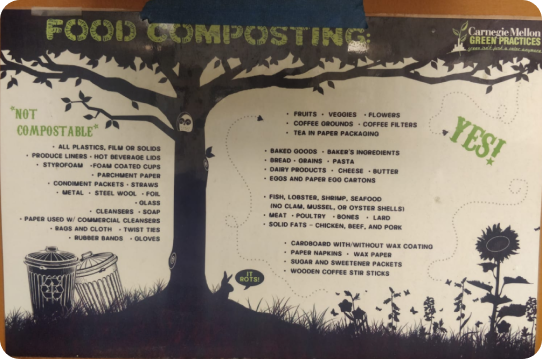 FOOD COMPOSTING:
Carnegie Mellon
GREEN PRACTICES
*NOT
COMPOSTABLE*
• ALL PLASTICS, FILM OR SOLIDS
• PRODUCE LINERS • HOT BEVERAGE LIDS
STYROFOAM • FOAM COATED CUPS
PARCHMENT PAPER
CONDIMENT PACKETS • STRAWS
METAL • STEEL WOOL • FOIL
• GLASS
CLEANSERS • SOAP
• PAPER USED W/ COMMERCIAL CLEANSERS
• RAGS AND CLOTH • TWIST TIES
RUBBER BANDS • GLOVES
YES!
• FRUITS • VEGGIES • FLOWERS
• COFFEE GROUNDS • COFFEE FILTERS
• TEA IN PAPER PACKAGING
• BAKED GOODS • BAKER'S INGREDIENTS
• BREAD • GRAINS • PASTA
• DAIRY PRODUCTS • CHEESE • BUTTER
• EGGS AND PAPER EGG CARTONS
• FISH, LOBSTER, SHRIMP, SEAFOOD
(NO CLAM, MUSSEL, OR OYSTER SHELLS)
• MEAT • POULTRY • BONES • LARD
• SOLID FATS - CHICKEN, BEEF, AND PORK
• CARDBOARD WITH/WITHOUT WAX COATING
• PAPER NAPKINS • WAX PAPER
• SUGAR AND SWEETENER PACKETS
• WOODEN COFFEE STIR STICKS
IT
ROTS!